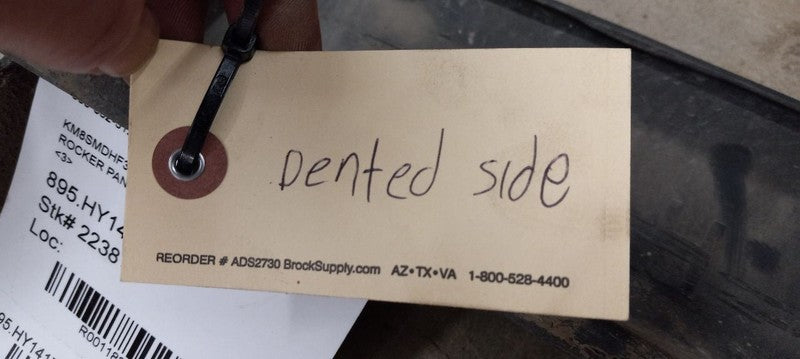 KM8SMDHF3
ROCKER PAN
<3>
895.HY14
Stk# 2238
Loc:
Dented side
REORDER # ADS2730 BrockSupply.com AZ•TX•VA 1-800-528-4400